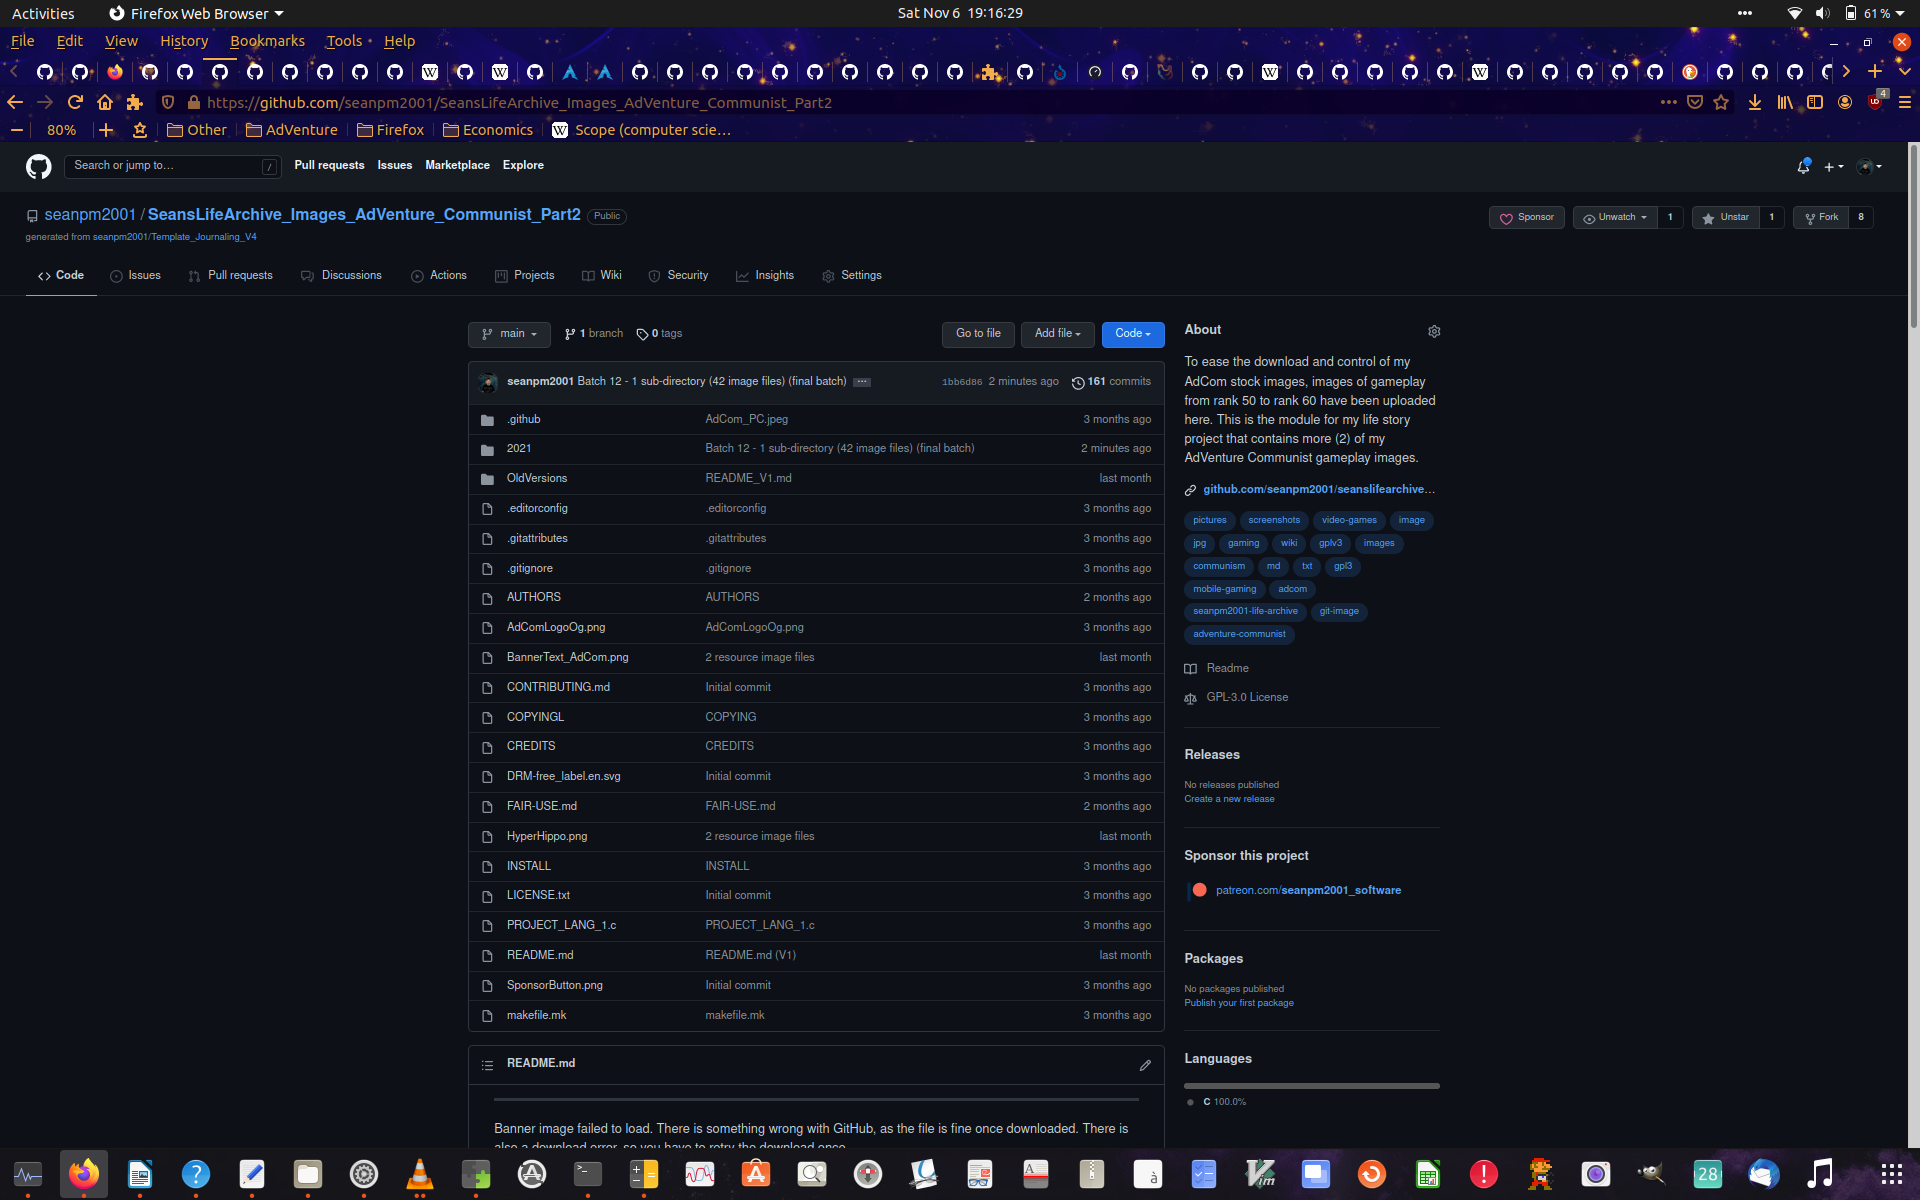 Activities Firefox Web Browser Sat Nov 6 19:16:29 61 %
File Edit View History Bookmarks Tools Help
https://github.com/seanpm2001/SeansLifeArchive_Images_AdVenture_Communist_Part2 4
80% Other AdVenture Firefox Economics Scope (computer scie…
Search or jump to… / Pull requests Issues Marketplace Explore
seanpm2001 / SeansLifeArchive_Images_AdVenture_Communist_Part2 Public Sponsor Unwatch 1 Unstar 1 Fork 8
generated from seanpm2001/Template_Journaling_V4
Code Issues Pull requests Discussions Actions Projects Wiki Security Insights Settings
main 1 branch 0 tags Go to file Add file Code
seanpm2001 Batch 12 - 1 sub-directory (42 image files) (final batch) 1bb6d86 2 minutes ago 161 commits
.github AdCom_PC.jpeg 3 months ago
2021 Batch 12 - 1 sub-directory (42 image files) (final batch) 2 minutes ago
OldVersions README_V1.md last month
.editorconfig .editorconfig 3 months ago
.gitattributes .gitattributes 3 months ago
.gitignore .gitignore 3 months ago
AUTHORS AUTHORS 2 months ago
AdComLogoOg.png AdComLogoOg.png 3 months ago
BannerText_AdCom.png 2 resource image files last month
CONTRIBUTING.md Initial commit 3 months ago
COPYINGL COPYING 3 months ago
CREDITS CREDITS 3 months ago
DRM-free_label.en.svg Initial commit 3 months ago
FAIR-USE.md FAIR-USE.md 2 months ago
HyperHippo.png 2 resource image files last month
INSTALL INSTALL 3 months ago
LICENSE.txt Initial commit 3 months ago
PROJECT_LANG_1.c PROJECT_LANG_1.c 3 months ago
README.md README.md (V1) last month
SponsorButton.png Initial commit 3 months ago
makefile.mk makefile.mk 3 months ago
README.md
Banner image failed to load. There is something wrong with GitHub, as the file is fine once downloaded. There is
also a download error, so you have to retry the download once
About
To ease the download and control of my
AdCom stock images, images of gameplay
from rank 50 to rank 60 have been uploaded
here. This is the module for my life story
project that contains more (2) of my
AdVenture Communist gameplay images.
github.com/seanpm2001/seanslifearchive…
pictures screenshots video-games image
jpg gaming wiki gplv3 images
communism md txt gpl3
mobile-gaming adcom
seanpm2001-life-archive git-image
adventure-communist
Readme
GPL-3.0 License
Releases
No releases published
Create a new release
Sponsor this project
patreon.com/seanpm2001_software
Packages
No packages published
Publish your first package
Languages
C 100.0%
28